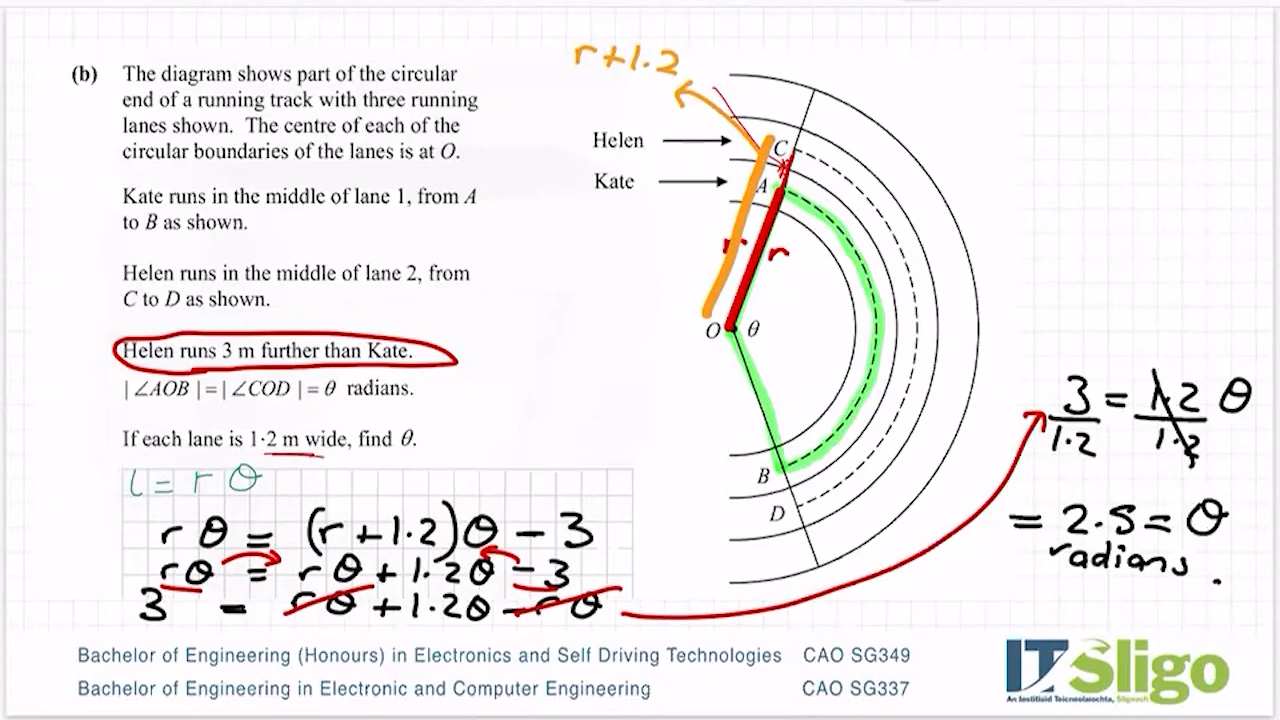 (b) The diagram shows part of the circular
end of a running track with three running
lanes shown. The centre of each of the
circular boundaries of the lanes is at O.
Kate runs in the middle of lane 1, from A
to B as shown.
Helen runs in the middle of lane 2, from
C to D as shown.
Helen runs 3 m further than Kate.
|∠AOB |=|∠COD |= θ radians.
If each lane is 1·2 m wide, find θ.
l = r θ
r θ = (r + 1.2)θ - 3
rθ = rθ + 1.2θ - 3
3 = rθ + 1.2θ - rθ
r+1.2
Helen
Kate
C
A
r
r
O
θ
B
D
3 = 1.2 θ
1.2 1.2
= 2.5 = θ
radians.
Bachelor of Engineering (Honours) in Electronics and Self Driving Technologies CAO SG349
Bachelor of Engineering in Electronic and Computer Engineering CAO SG337
IT Sligo
An Institiúid Teicneolaíochta, Sligeach